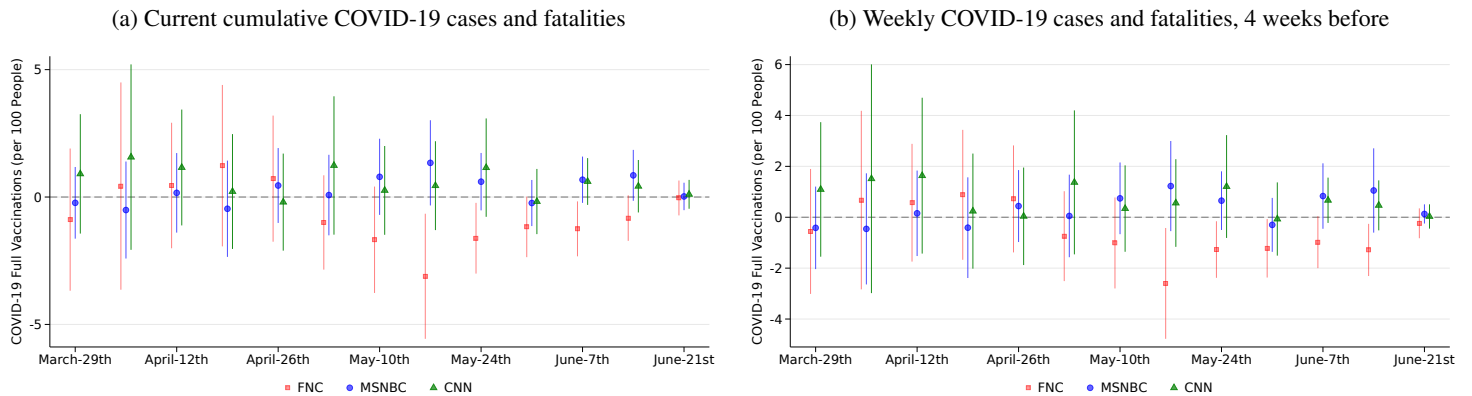 (a) Current cumulative COVID-19 cases and fatalities
COVID-19 Full Vaccinations (per 100 People)
5
0
-5
March-29th April-12th April-26th May-10th May-24th June-7th June-21st
FNC MSNBC CNN
(b) Weekly COVID-19 cases and fatalities, 4 weeks before
COVID-19 Full Vaccinations (per 100 People)
6
4
2
0
-2
-4
March-29th April-12th April-26th May-10th May-24th June-7th June-21st
FNC MSNBC CNN